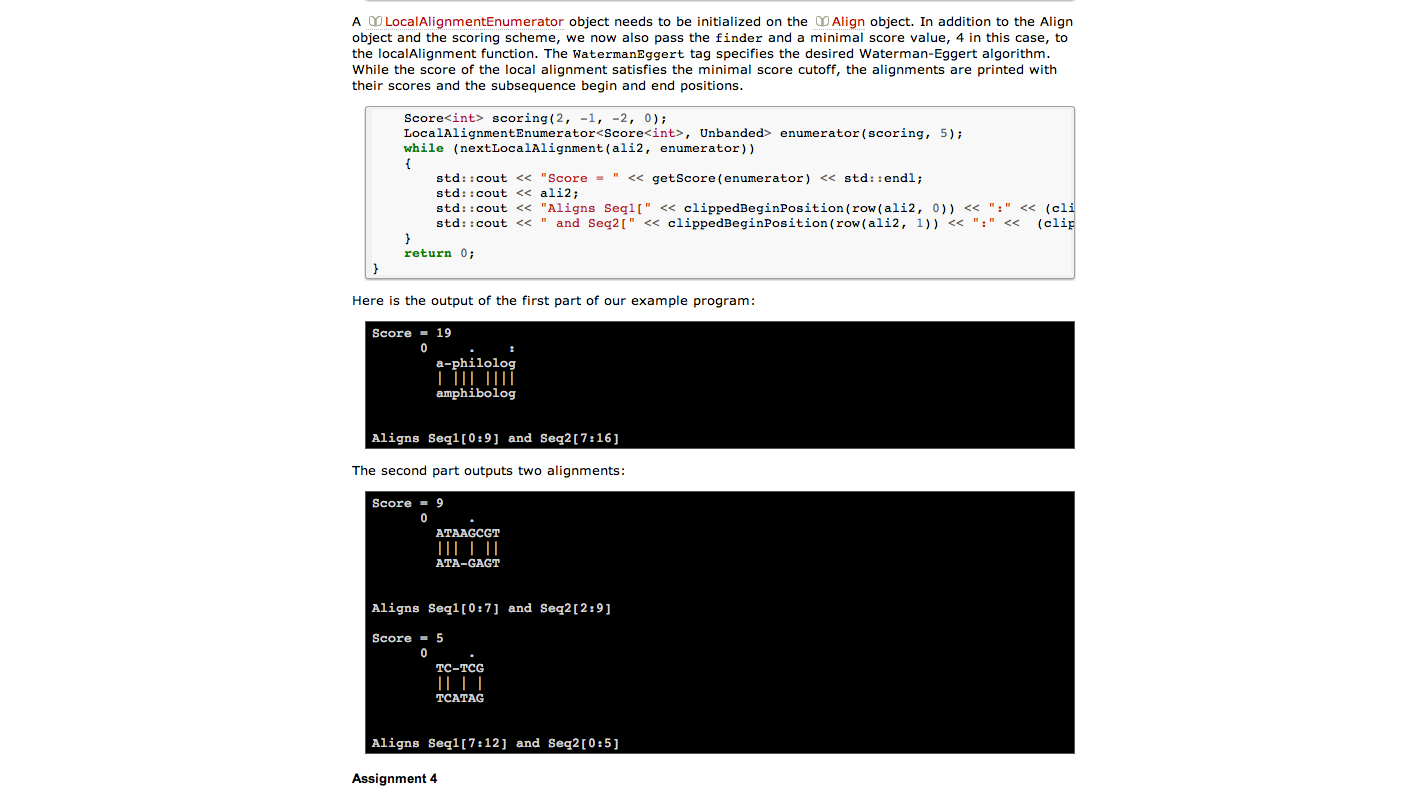 A LocalAlignmentEnumerator object needs to be initialized on the Align object. In addition to the Align
object and the scoring scheme, we now also pass the finder and a minimal score value, 4 in this case, to
the localAlignment function. The WatermanEggert tag specifies the desired Waterman-Eggert algorithm.
While the score of the local alignment satisfies the minimal score cutoff, the alignments are printed with
their scores and the subsequence begin and end positions.
Score<int> scoring(2, -1, -2, 0);
LocalAlignmentEnumerator<Score<int>, Unbanded> enumerator(scoring, 5);
while (nextLocalAlignment(ali2, enumerator))
{
std::cout << "Score = " << getScore(enumerator) << std::endl;
std::cout << ali2;
std::cout << "Aligns Seq1[" << clippedBeginPosition(row(ali2, 0)) << ":" << (cli
std::cout << " and Seq2[" << clippedBeginPosition(row(ali2, 1)) << ":" << (clip
}
return 0;
}
Here is the output of the first part of our example program:
Score = 19
0 . :
a-philolog
| ||| ||||
amphibolog
Aligns Seq1[0:9] and Seq2[7:16]
The second part outputs two alignments:
Score = 9
0 .
ATAAGCGT
||| | ||
ATA-GAGT
Aligns Seq1[0:7] and Seq2[2:9]
Score = 5
0 .
TC-TCG
|| | |
TCATAG
Aligns Seq1[7:12] and Seq2[0:5]
Assignment 4